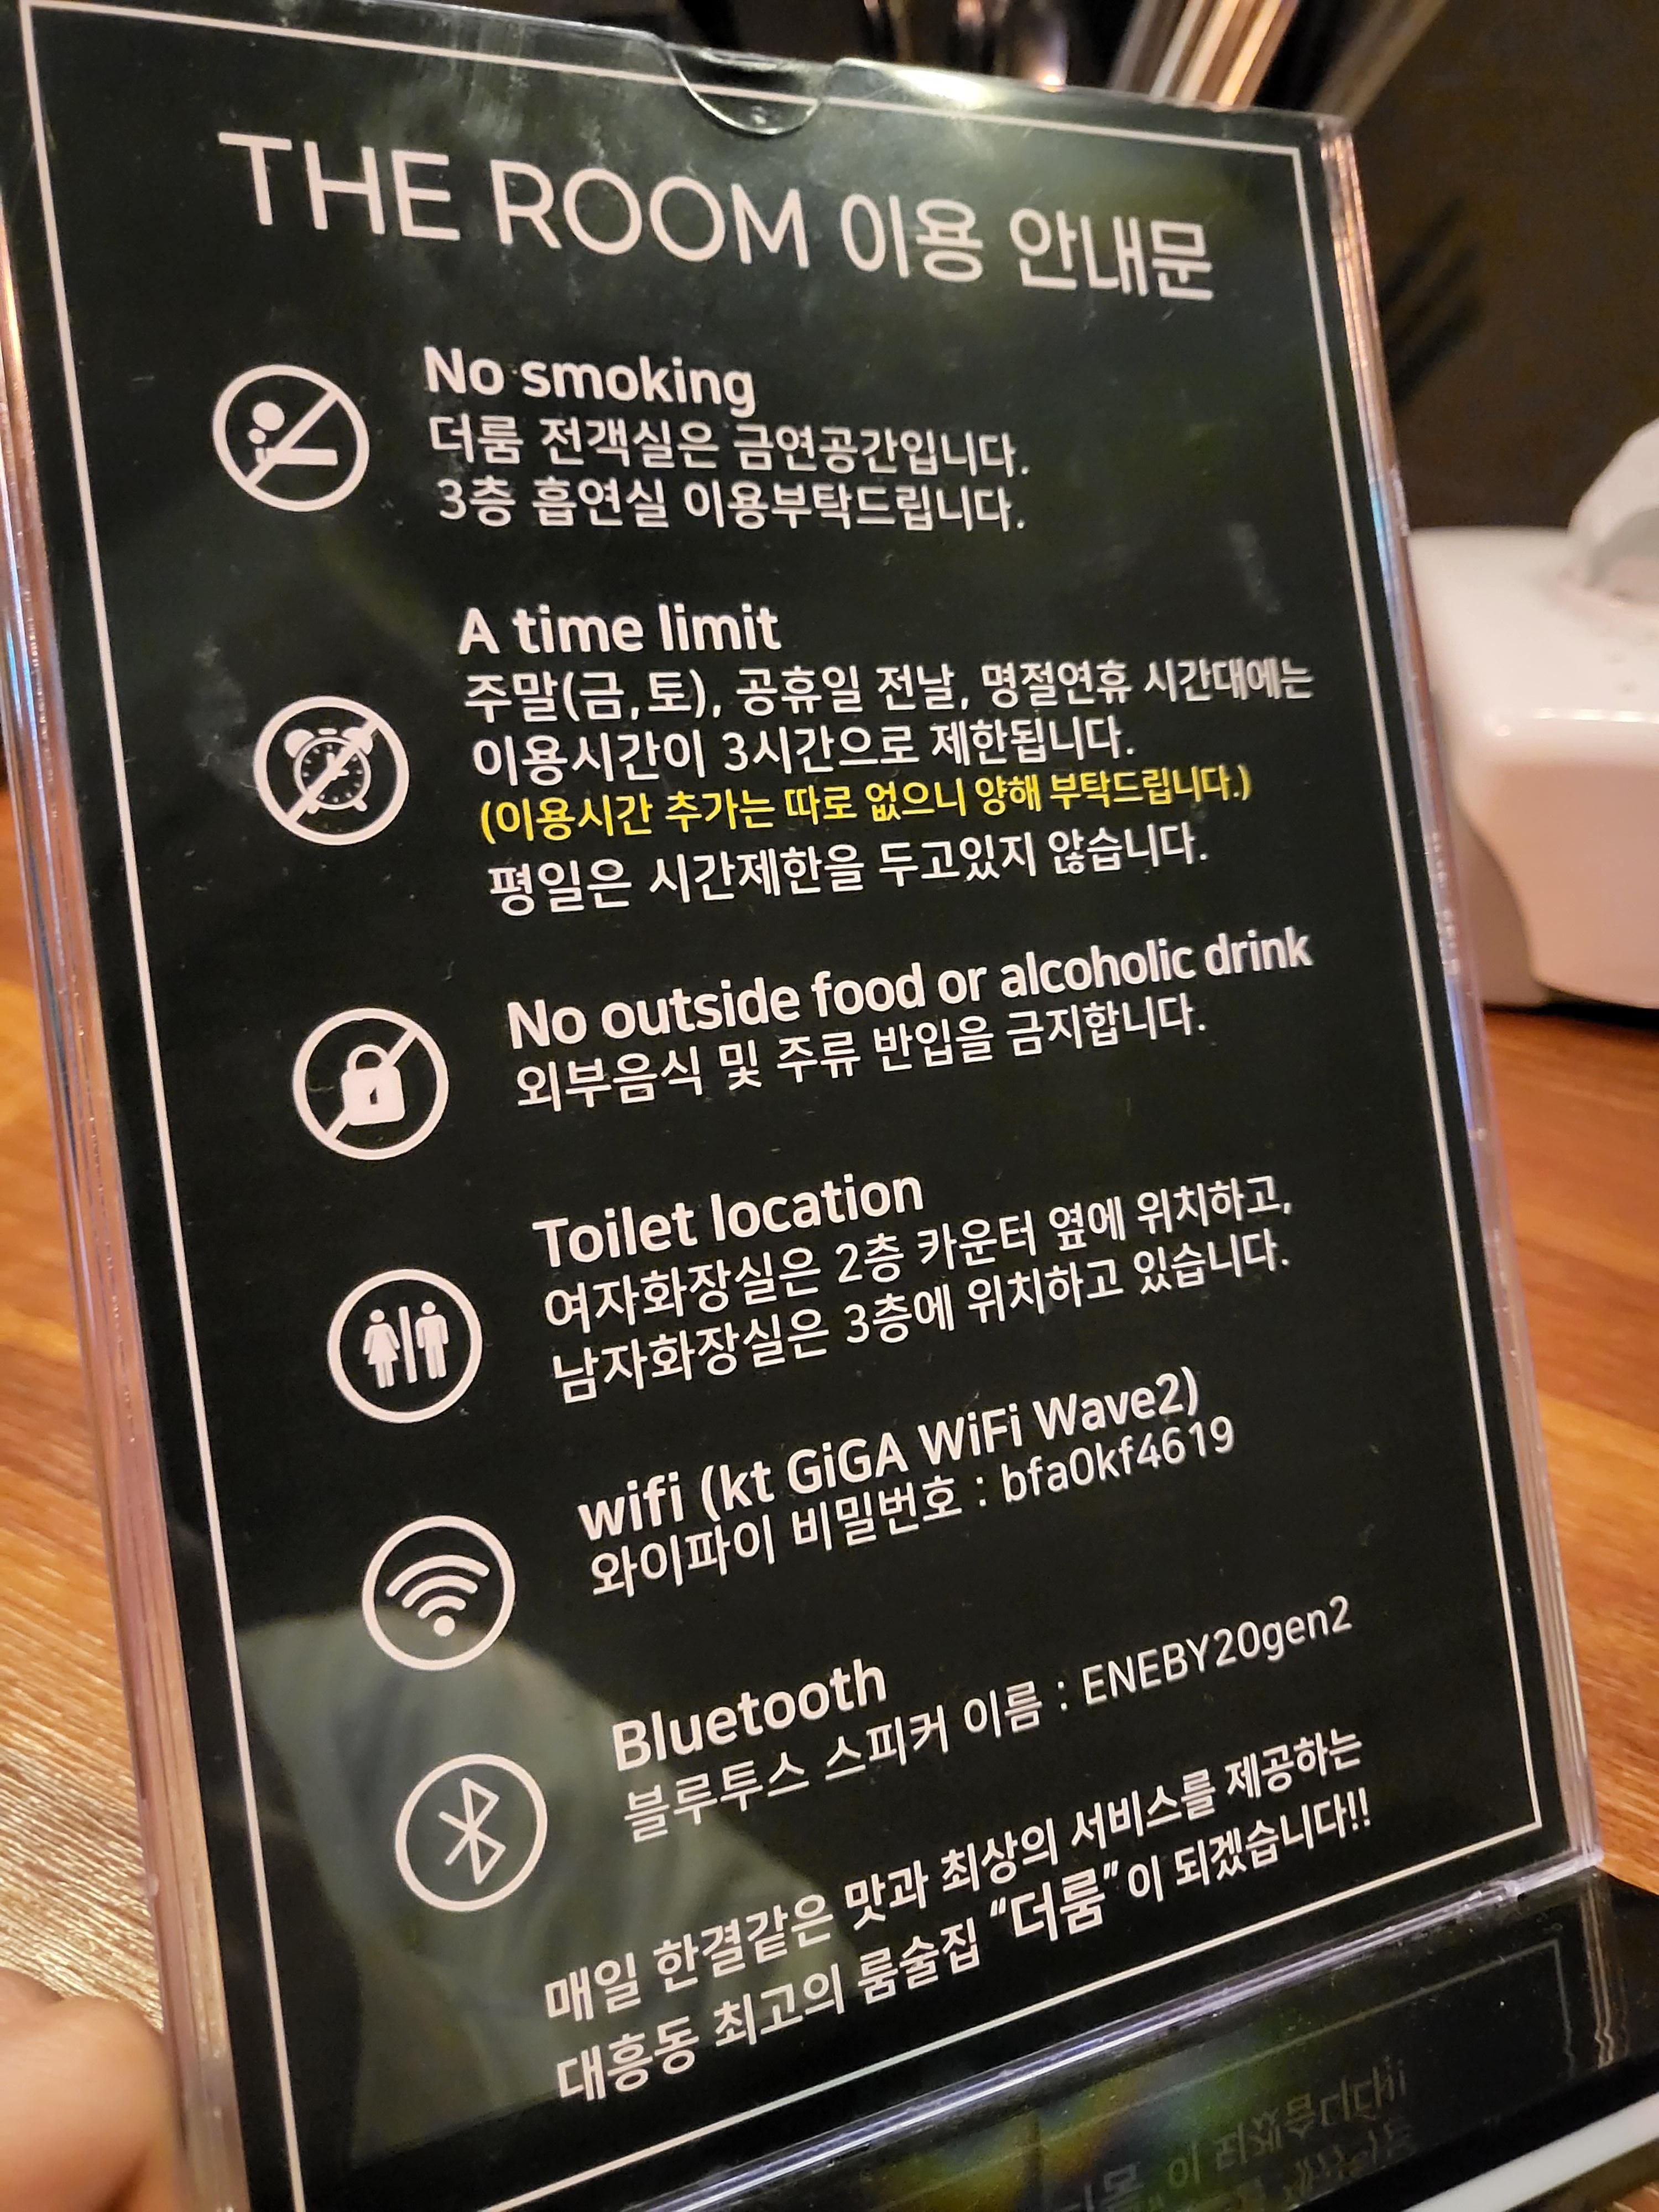 THE ROOM 이용 안내문
No smoking
더룸 전객실은 금연공간입니다.
3층 흡연실 이용부탁드립니다.
A time limit
주말(금,토), 공휴일 전날, 명절연휴 시간대에는
이용시간이 3시간으로 제한됩니다.
(이용시간 추가는 따로 없으니 양해 부탁드립니다.)
평일은 시간제한을 두고있지 않습니다.
No outside food or alcoholic drink
외부음식 및 주류 반입을 금지합니다.
Toilet location
여자화장실은 2층 카운터 옆에 위치하고,
남자화장실은 3층에 위치하고 있습니다.
wifi (kt GiGA WiFi Wave2)
와이파이 비밀번호 : bfa0kf4619
Bluetooth
블루투스 스피커 이름 : ENEBY20gen2
매일 한결같은 맛과 최상의 서비스를 제공하는
대흥동 최고의 룸술집 "더룸"이 되겠습니다!!